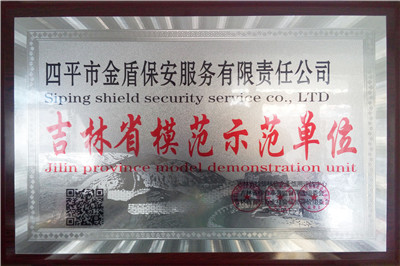 四平市金盾保安服务有限责任公司
Siping shield security service co., LTD
吉林省模范示范单位
Jilin province model demonstration unit